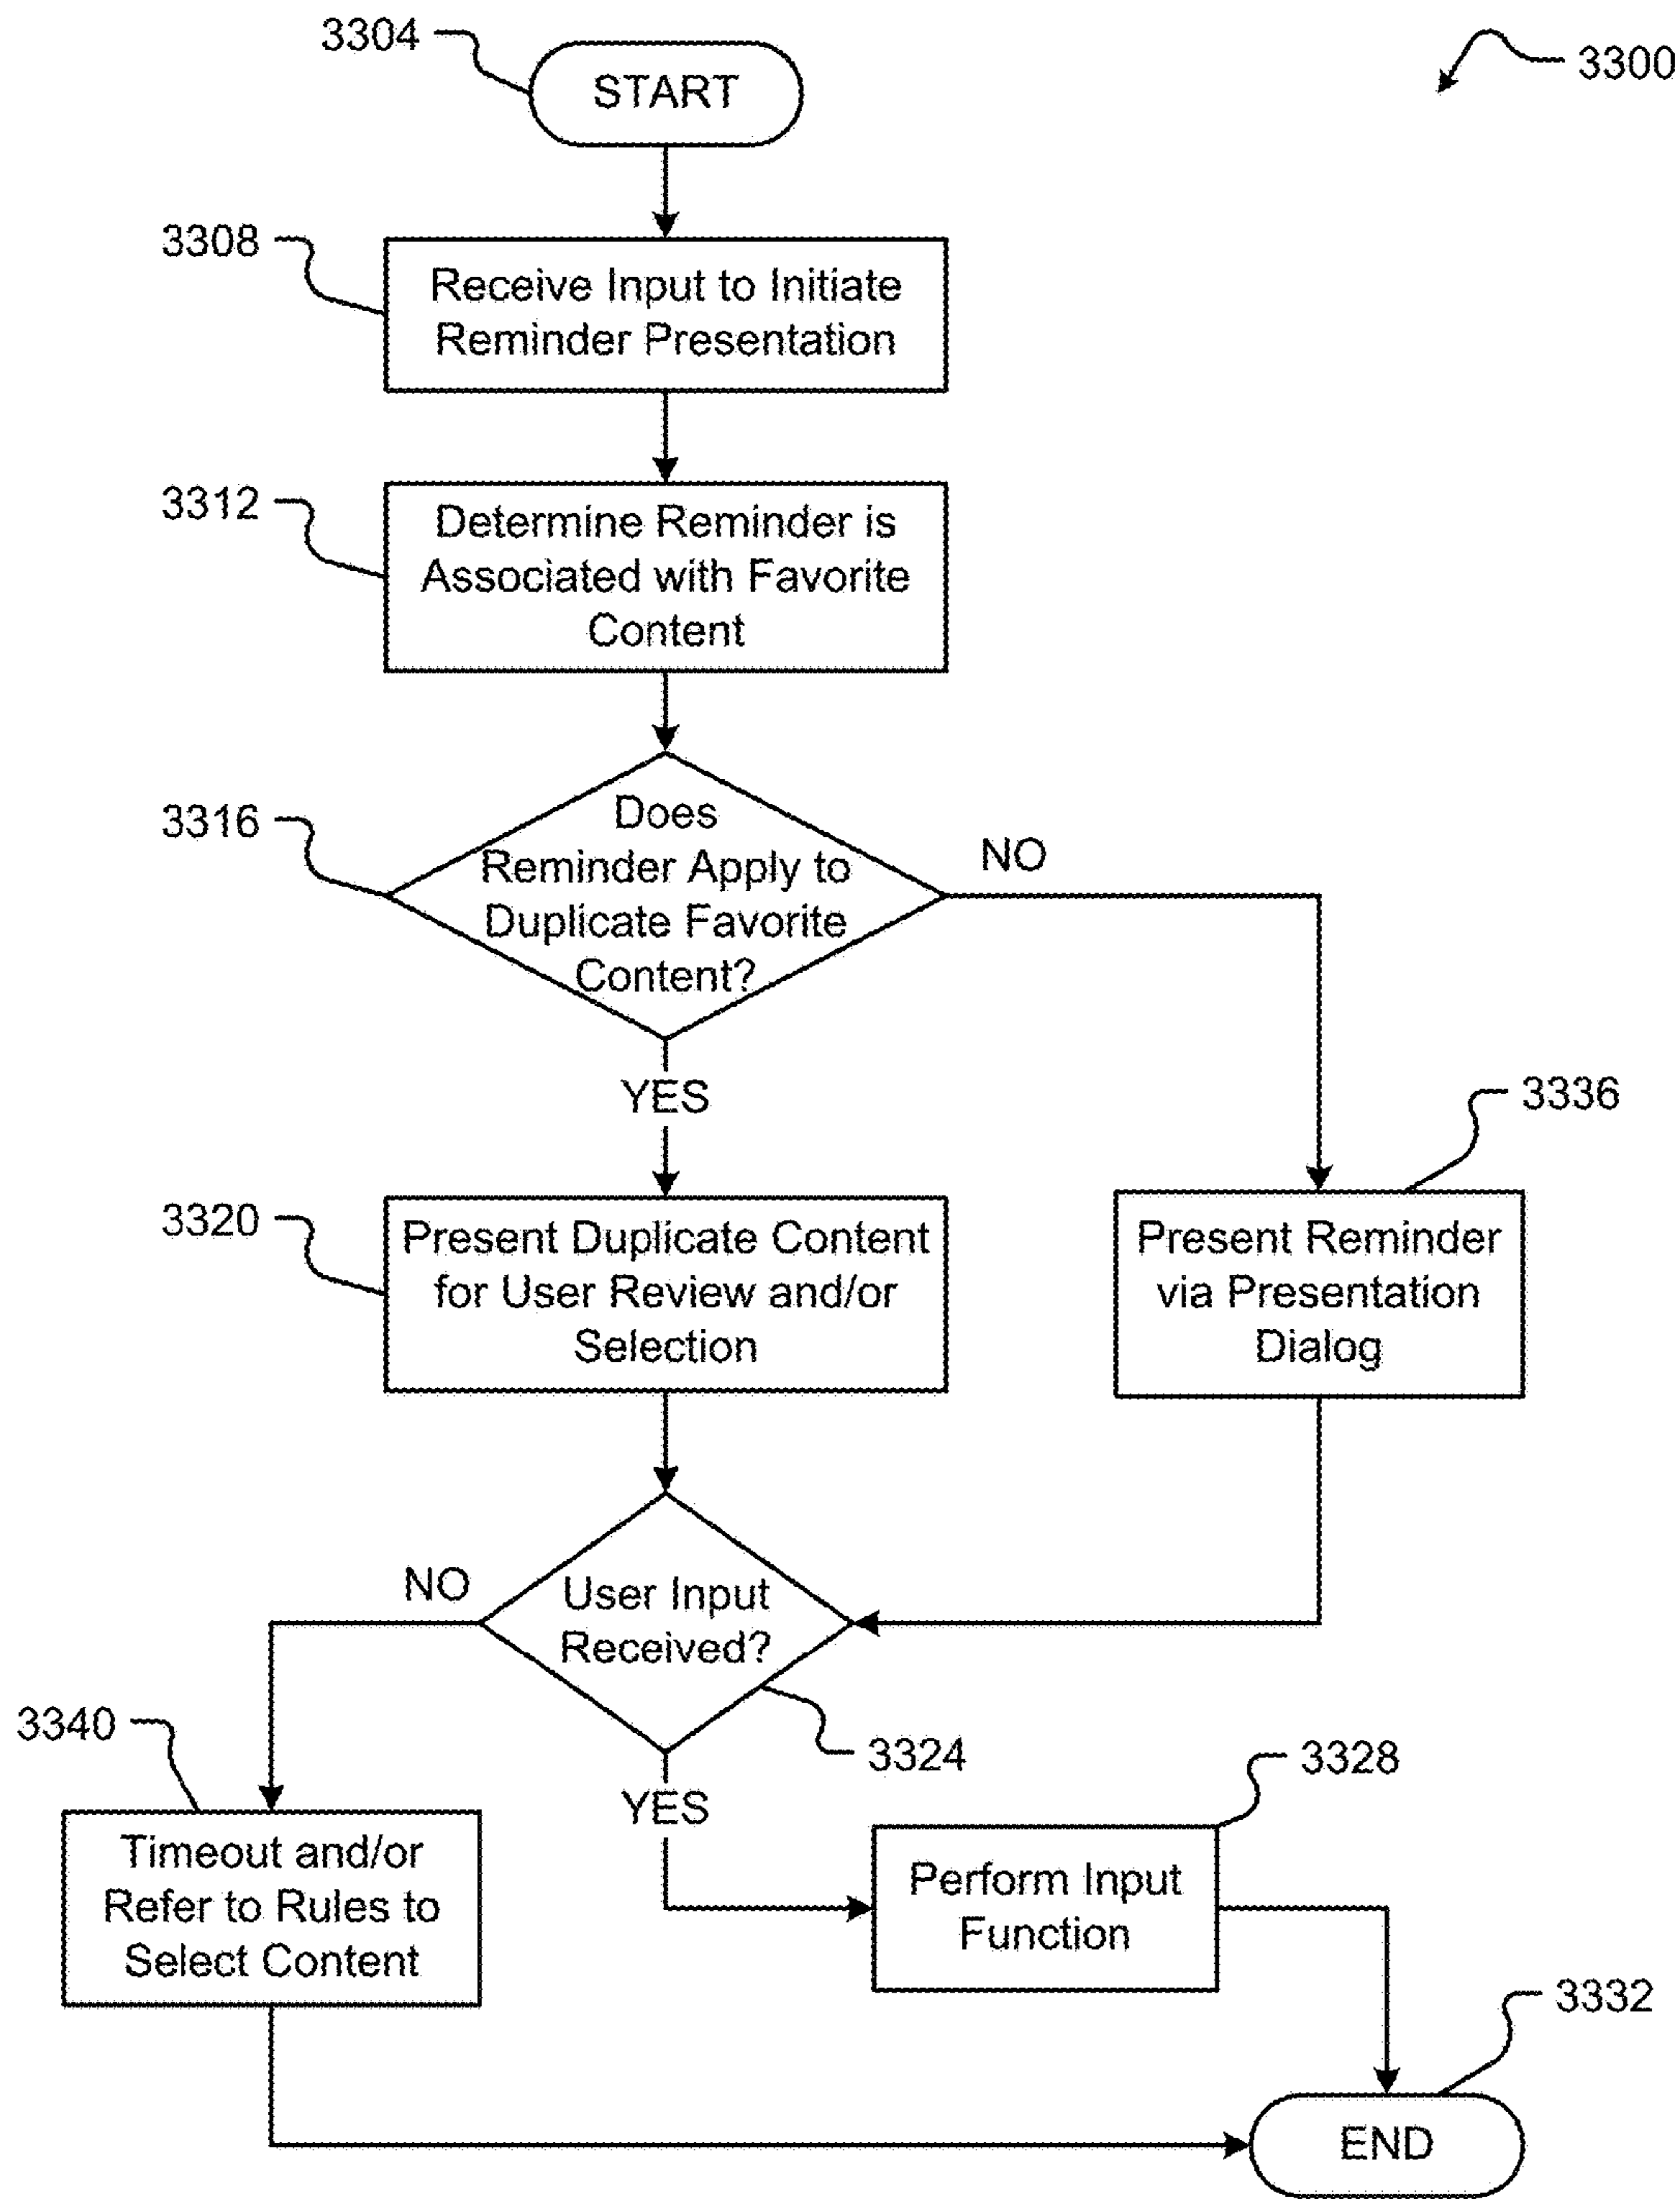 3304
START
3300
3308
Receive Input to Initiate
Reminder Presentation
3312
Determine Reminder is
Associated with Favorite
Content
3316
Does
Reminder Apply to
Duplicate Favorite
Content?
NO
YES
3336
3320
Present Duplicate Content
for User Review and/or
Selection
Present Reminder
via Presentation
Dialog
NO
User Input
Received?
3340
3324
3328
YES
Timeout and/or
Refer to Rules to
Select Content
Perform Input
Function
3332
END